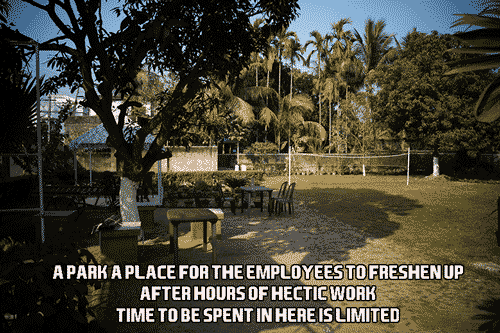 A PARK A PLACE FOR THE EMPLOYEES TO FRESHEN UP
AFTER HOURS OF HECTIC WORK
TIME TO BE SPENT IN HERE IS LIMITED